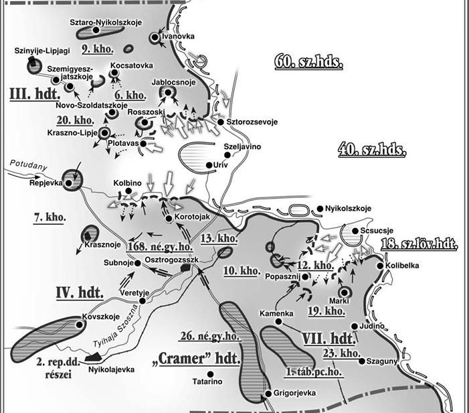 Sztaro-Nyikolszkoje
Ivanovka
9. kho.
Szinyije-Lipjagi
60. sz.hds.
Kocsatovka
Szemigyesz-
jatszkoje
Jablocsnoje
III. hdt.
6. kho.
Novo-Szoldatszkoje
Rosszoski
20. kho.
Sztorozsevoje
Kraszno-Lipje
Plotavas
Szeljavino
40. sz.hds.
Potudany
Uriv
Repjevka
Kolbino
Nyikolszkoje
Korotojak
7. kho.
Scsucsje
13. kho.
18. sz.löv.hdt.
Krasznoje
168. né.gy.ho.
12. kho.
Subnoje
Osztrogozsszk
10. kho.
Kolibelka
Popasznij
IV. hdt.
Veretyje
Marki
19. kho.
Tyihaja Szoszna
Kovszkoje
Kamenka
VII. hdt.
Judino
26. né.gy.ho.
23. kho.
2. rep.dd.
részei
Nyikolajevka
„Cramer” hdt.
Szaguny
1. táb.pc.ho.
Tatarino
Grigorjevka